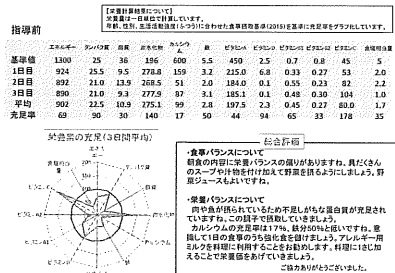 【栄養計算結果について】
栄養量は一日単位で計算しています。
年齢、性別、生活活動強度(ふつう)に合わせた食事摂取基準(2015)を基準に充足率をグラフ化しています。
指導前
エネルギー タンパク質 脂質 炭水化物 カルシウム 鉄 ビタミンA ビタミンD ビタミンB1 ビタミンB2 ビタミンC 食塩相当量
基準値 1300 25 36 196 600 5.5 450 2.5 0.7 0.8 45 5
1日目 924 25.5 9.5 278.8 159 3.2 215.0 6.8 0.33 0.27 53 2.0
2日目 892 21.0 13.9 268.5 51 2.3 184.0 0.1 0.55 0.23 82 2.2
3日目 890 21.0 9.3 277.9 87 3.1 185.1 0.1 0.48 0.30 104 1.0
平均 902 22.5 10.9 275.1 99 2.8 197.5 2.3 0.45 0.27 80.0 1.7
充足率 69 90 30 140 17 50 44 94 65 33 178 35
栄養素の充足(3日間平均)
総合評価
・食事バランスについて
朝食の内容に栄養バランスの偏りがありますね。具だくさん
のスープや汁物を付け加えて野菜を摂るようにしましょう。野
菜ジュースもよいですね。
・栄養バランスについて
肉や魚が摂られているため不足しがちな蛋白質が充足され
ていますね。この調子で摂取していきましょう。
カルシウムの充足率は17%、鉄分50%と低いですね。意
識して1日の食事のうち強化食を設けましょう。アレルギー用
ミルクを料理に利用することをお勧めします。料理に1さじ加
えることで栄養価をあげていきましょう。
ご協力ありがとうございました。